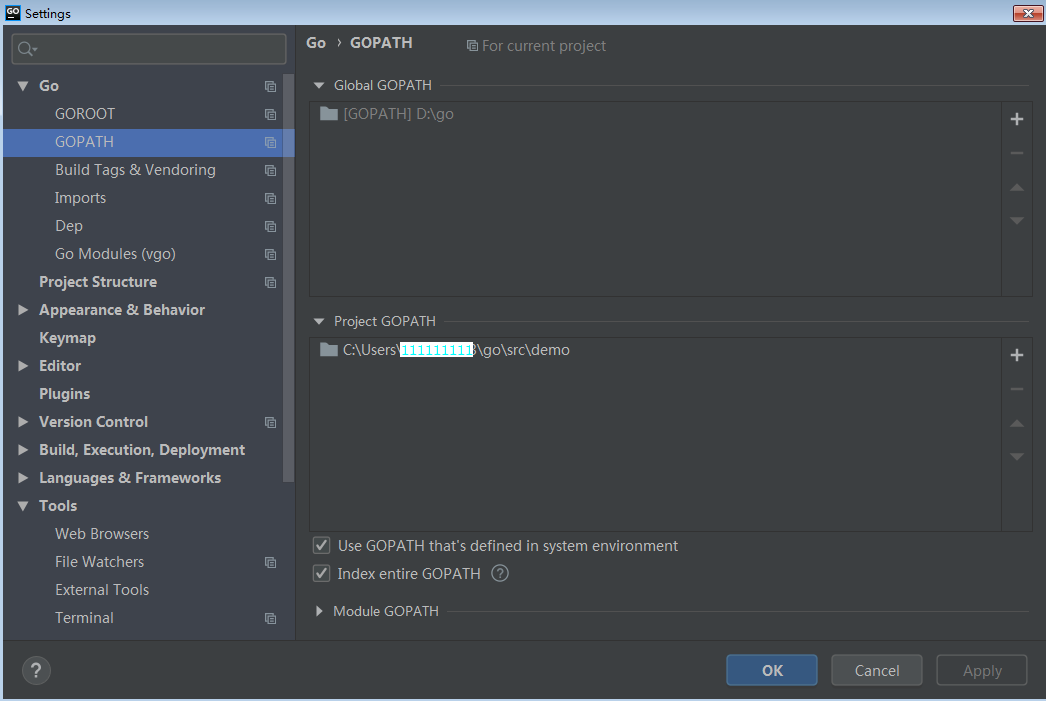 GO Settings
Go › GOPATH For current project
Go
GOROOT
GOPATH
Build Tags & Vendoring
Imports
Dep
Go Modules (vgo)
Project Structure
Appearance & Behavior
Keymap
Editor
Plugins
Version Control
Build, Execution, Deployment
Languages & Frameworks
Tools
Web Browsers
File Watchers
External Tools
Terminal
Global GOPATH
[GOPATH] D:\go
Project GOPATH
C:\Users\111111111\go\src\demo
Use GOPATH that's defined in system environment
Index entire GOPATH ?
Module GOPATH
? OK Cancel Apply